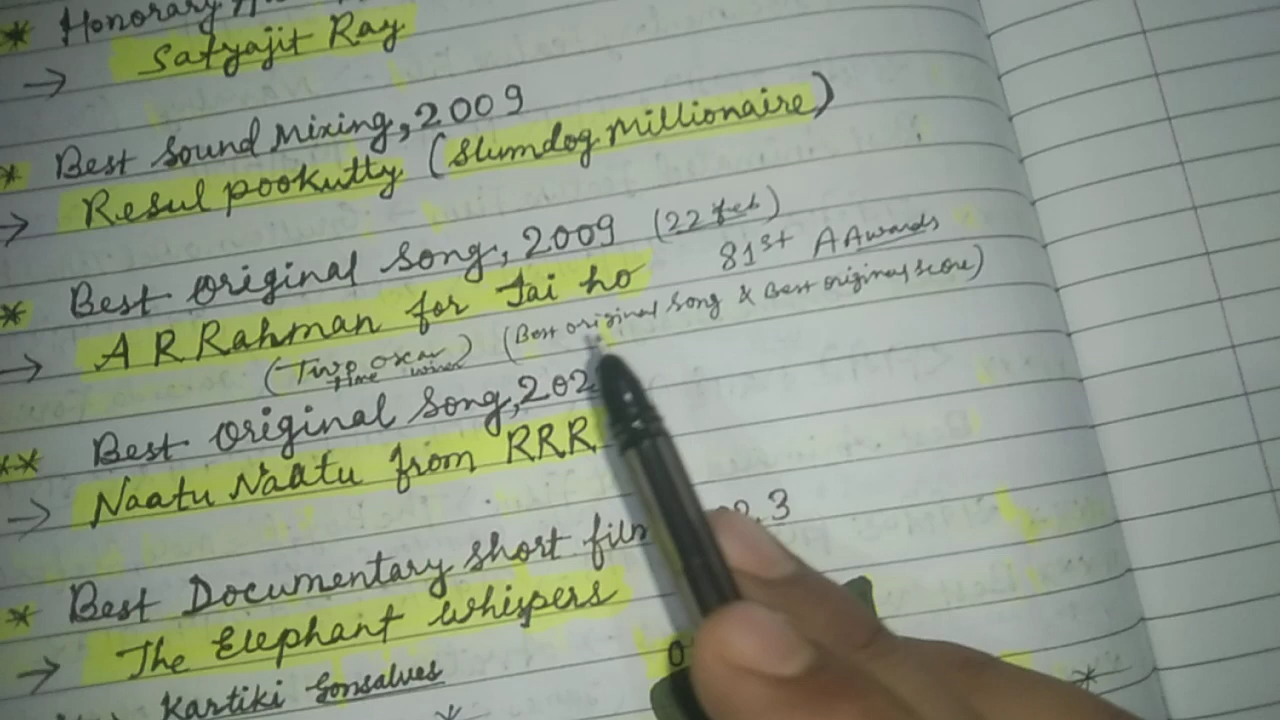 * Honorary
→ Satyajit Ray
* Best Sound Mixing, 2009
→ Resul pookutty (Slumdog Millionaire)
* Best original Song, 2009 (22 feb)
→ A R Rahman for Jai ho 81st A Awards
(Two time oscar winner) (Best original Song & Best original score)
** Best original Song, 202
→ Naatu Naatu from RRR
* Best Documentary short film 3
→ The Elephant whispers
Kartiki Gonsalves